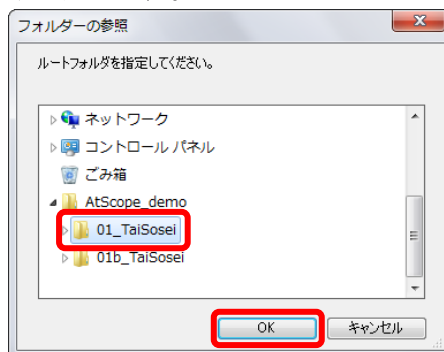 フォルダーの参照
ルートフォルダを指定してください。
ネットワーク
コントロール パネル
ごみ箱
AtScope_demo
01_TaiSosei
01b_TaiSosei
OK
キャンセル